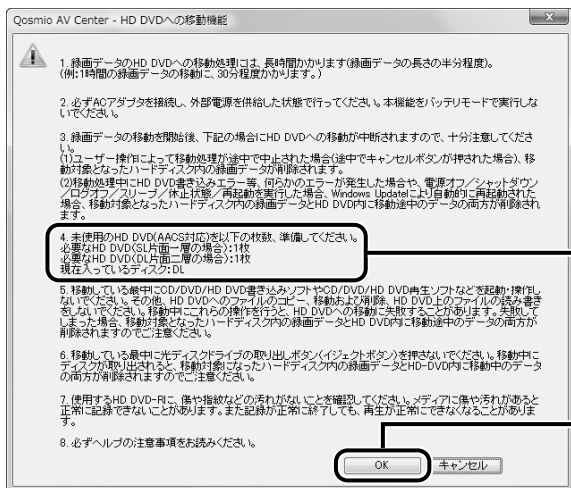 Qosmio AV Center - HD DVDへの移動機能
1. 録画データのHD DVDへの移動処理には、長時間かかります(録画データの長さの半分程度)。
(例:1時間の録画データの移動に、30分程度かかります。)
2. 必ずACアダプタを接続し、外部電源を供給した状態で行ってください。本機能をバッテリモードで実行しな
いでください。
3. 録画データの移動を開始後、下記の場合にHD DVDへの移動が中断されますので、十分注意してくださ
い。
(1)ユーザー操作によって移動処理が途中で中止された場合(途中でキャンセルボタンが押された場合)、移
動対象となったハードディスク内の録画データが削除されます。
(2)移動処理中にHD DVD書き込みエラー等、何らかのエラーが発生した場合や、電源オフ/シャットダウン
/ログオフ/スリープ/休止状態/再起動を実行した場合、Windows Updateにより自動的に再起動された
場合、移動対象となったハードディスク内の録画データとHD DVD内に移動途中のデータの両方が削除され
ます。
4. 未使用のHD DVD(AACS対応)を以下の枚数、準備してください。
必要なHD DVD(SL片面一層の場合):1枚
必要なHD DVD(DL片面二層の場合):1枚
現在入っているディスク:DL
5. 移動している最中にCD/DVD/HD DVD書き込みソフトやCD/DVD/HD DVD再生ソフトなどを起動・操作し
ないでください。その他、HD DVDへのファイルのコピー、移動および削除、HD DVD上のファイルの読み書き
をしないでください。移動中にこれらの操作を行うと、HD DVDへの移動に失敗することがあります。失敗して
しまった場合、移動対象となったハードディスク内の録画データとHD DVD内に移動途中のデータの両方が
削除されますのでご注意ください。
6. 移動している最中に光ディスクドライブの取り出しボタン(イジェクトボタン)を押さないでください。移動中に
ディスクが取り出されると、移動対象になったハードディスク内の録画データとHD-DVD内に移動中のデータ
の両方が削除されますのでご注意ください。
7. 使用するHD DVD-Rに、傷や指紋などの汚れがないことを確認してください。メディアに傷や汚れがあると
正常に記録できないことがあります。また記録が正常に終了しても、再生が正常にできなくなることがありま
す。
8. 必ずヘルプの注意事項をお読みください。
OK
キャンセル